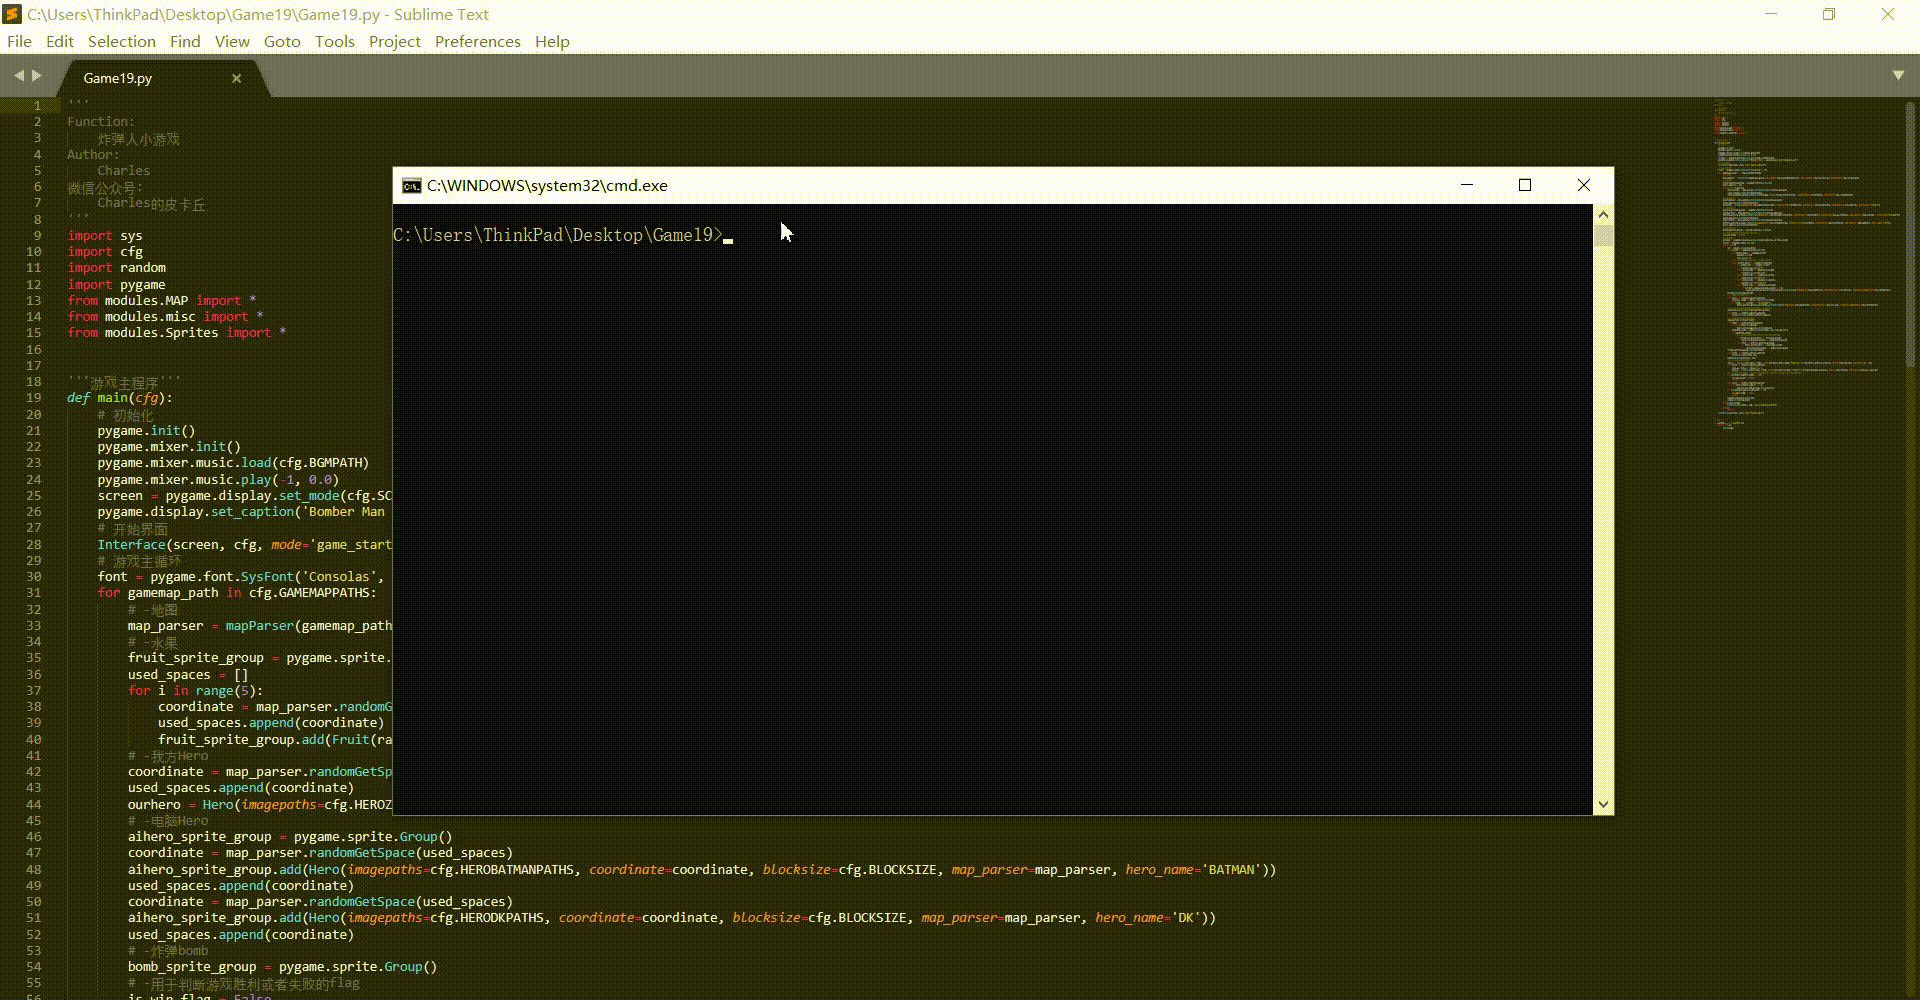 C:\Users\ThinkPad\Desktop\Game19\Game19.py - Sublime Text
File Edit Selection Find View Goto Tools Project Preferences Help
Game19.py
1 '''
2 Function:
3 炸弹人小游戏
4 Author:
5 Charles
6 微信公众号:
7 Charles的皮卡丘
8 '''
9 import sys
10 import cfg
11 import random
12 import pygame
13 from modules.MAP import *
14 from modules.misc import *
15 from modules.Sprites import *
16
17
18 '''游戏主程序'''
19 def main(cfg):
20 # 初始化
21 pygame.init()
22 pygame.mixer.init()
23 pygame.mixer.music.load(cfg.BGMPATH)
24 pygame.mixer.music.play(-1, 0.0)
25 screen = pygame.display.set_mode(cfg.SC
26 pygame.display.set_caption('Bomber Man
27 # 开始界面
28 Interface(screen, cfg, mode='game_start
29 # 游戏主循环
30 font = pygame.font.SysFont('Consolas',
31 for gamemap_path in cfg.GAMEMAPPATHS:
32 # -地图
33 map_parser = mapParser(gamemap_path
34 # -水果
35 fruit_sprite_group = pygame.sprite.
36 used_spaces = []
37 for i in range(5):
38 coordinate = map_parser.randomG
39 used_spaces.append(coordinate)
40 fruit_sprite_group.add(Fruit(ra
41 # -我方Hero
42 coordinate = map_parser.randomGetSp
43 used_spaces.append(coordinate)
44 ourhero = Hero(imagepaths=cfg.HEROZ
45 # -电脑Hero
46 aihero_sprite_group = pygame.sprite.Group()
47 coordinate = map_parser.randomGetSpace(used_spaces)
48 aihero_sprite_group.add(Hero(imagepaths=cfg.HEROBATMANPATHS, coordinate=coordinate, blocksize=cfg.BLOCKSIZE, map_parser=map_parser, hero_name='BATMAN'))
49 used_spaces.append(coordinate)
50 coordinate = map_parser.randomGetSpace(used_spaces)
51 aihero_sprite_group.add(Hero(imagepaths=cfg.HERODKPATHS, coordinate=coordinate, blocksize=cfg.BLOCKSIZE, map_parser=map_parser, hero_name='DK'))
52 used_spaces.append(coordinate)
53 # -炸弹bomb
54 bomb_sprite_group = pygame.sprite.Group()
55 # -用于判断游戏胜利或者失败的flag
56 is_win_flag = False
C:\WINDOWS\system32\cmd.exe
C:\Users\ThinkPad\Desktop\Game19>